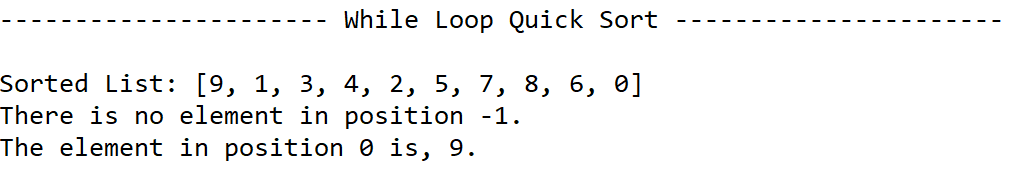 ---------------------- While Loop Quick Sort ----------------------
Sorted List: [9, 1, 3, 4, 2, 5, 7, 8, 6, 0]
There is no element in position -1.
The element in position 0 is, 9.